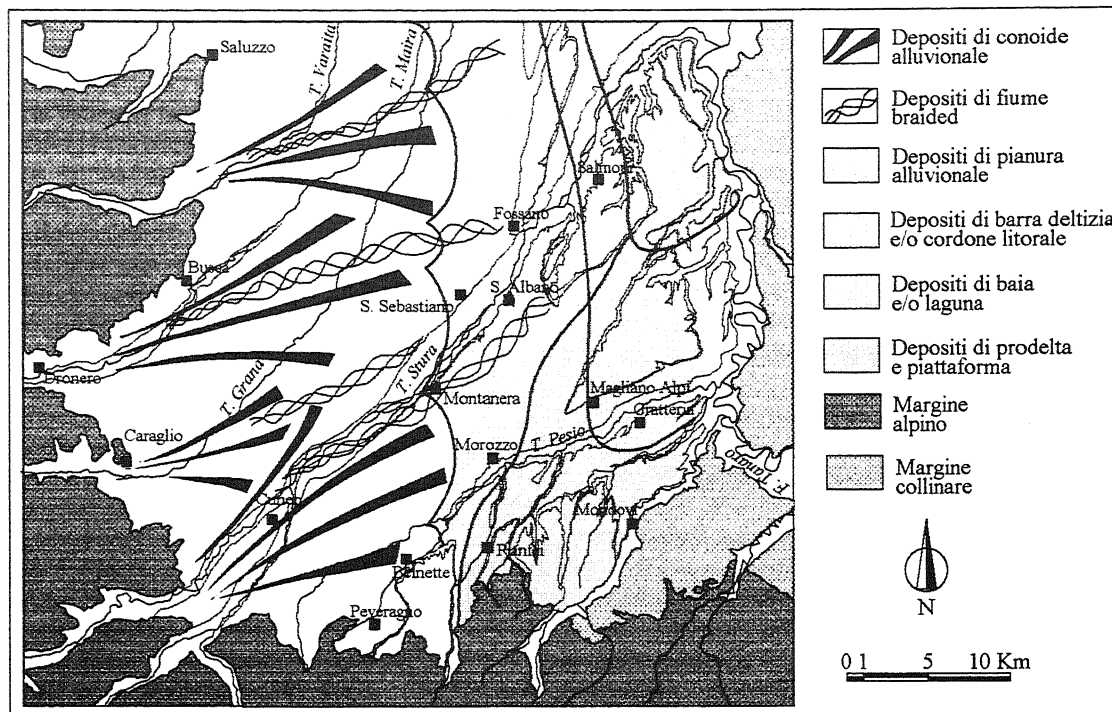 Saluzzo
T. Varaita
T. Maira
Salmour
Fossano
Busca
S. Albano
S. Sebastiano
T. Stura
Dronero
T. Grana
Montanera
Magliano Alpi
Gratteria
T. Pesio
Caraglio
Morozzo
F. Tanaro
Cuneo
Mondovì
Pianfei
Beinette
Peveragno
Depositi di conoide
alluvionale
Depositi di fiume
braided
Depositi di pianura
alluvionale
Depositi di barra deltizia
e/o cordone litorale
Depositi di baia
e/o laguna
Depositi di prodelta
e piattaforma
Margine
alpino
Margine
collinare
N
0 1 5 10 Km